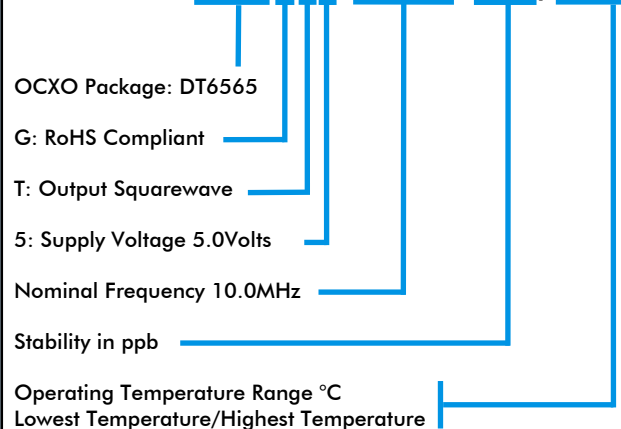 OCXO Package: DT6565
G: RoHS Compliant
T: Output Squarewave
5: Supply Voltage 5.0Volts
Nominal Frequency 10.0MHz
Stability in ppb
Operating Temperature Range °C
Lowest Temperature/Highest Temperature